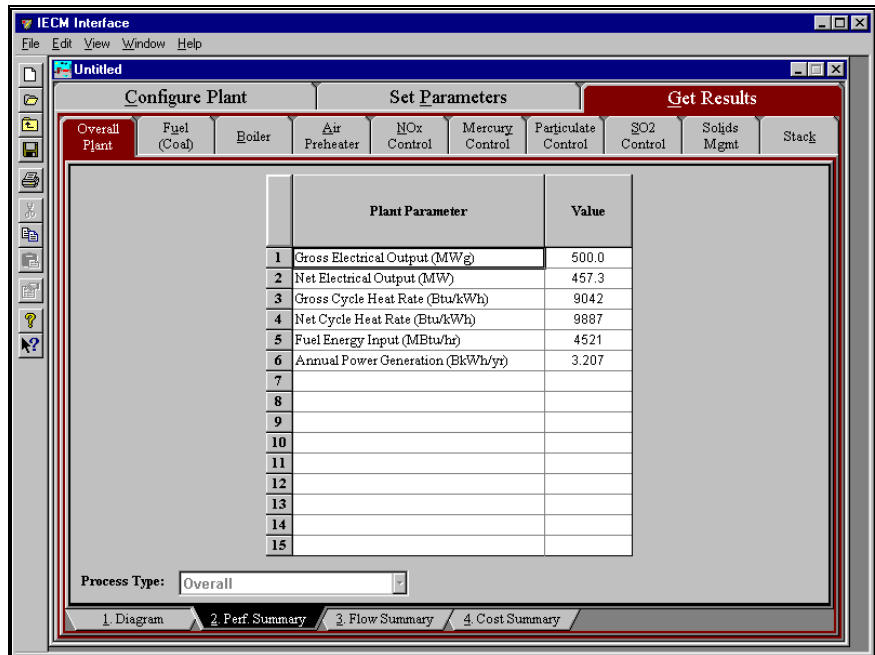 IECM Interface
File Edit View Window Help
Untitled
Configure Plant Set Parameters Get Results
Overall Plant Fuel (Coal) Boiler Air Preheater NOx Control Mercury Control Particulate Control SO2 Control Solids Mgmt Stack
Plant Parameter Value
1 Gross Electrical Output (MWg) 500.0
2 Net Electrical Output (MW) 457.3
3 Gross Cycle Heat Rate (Btu/kWh) 9042
4 Net Cycle Heat Rate (Btu/kWh) 9887
5 Fuel Energy Input (MBtu/hr) 4521
6 Annual Power Generation (BkWh/yr) 3.207
7
8
9
10
11
12
13
14
15
Process Type: Overall
1. Diagram 2. Perf. Summary 3. Flow Summary 4. Cost Summary